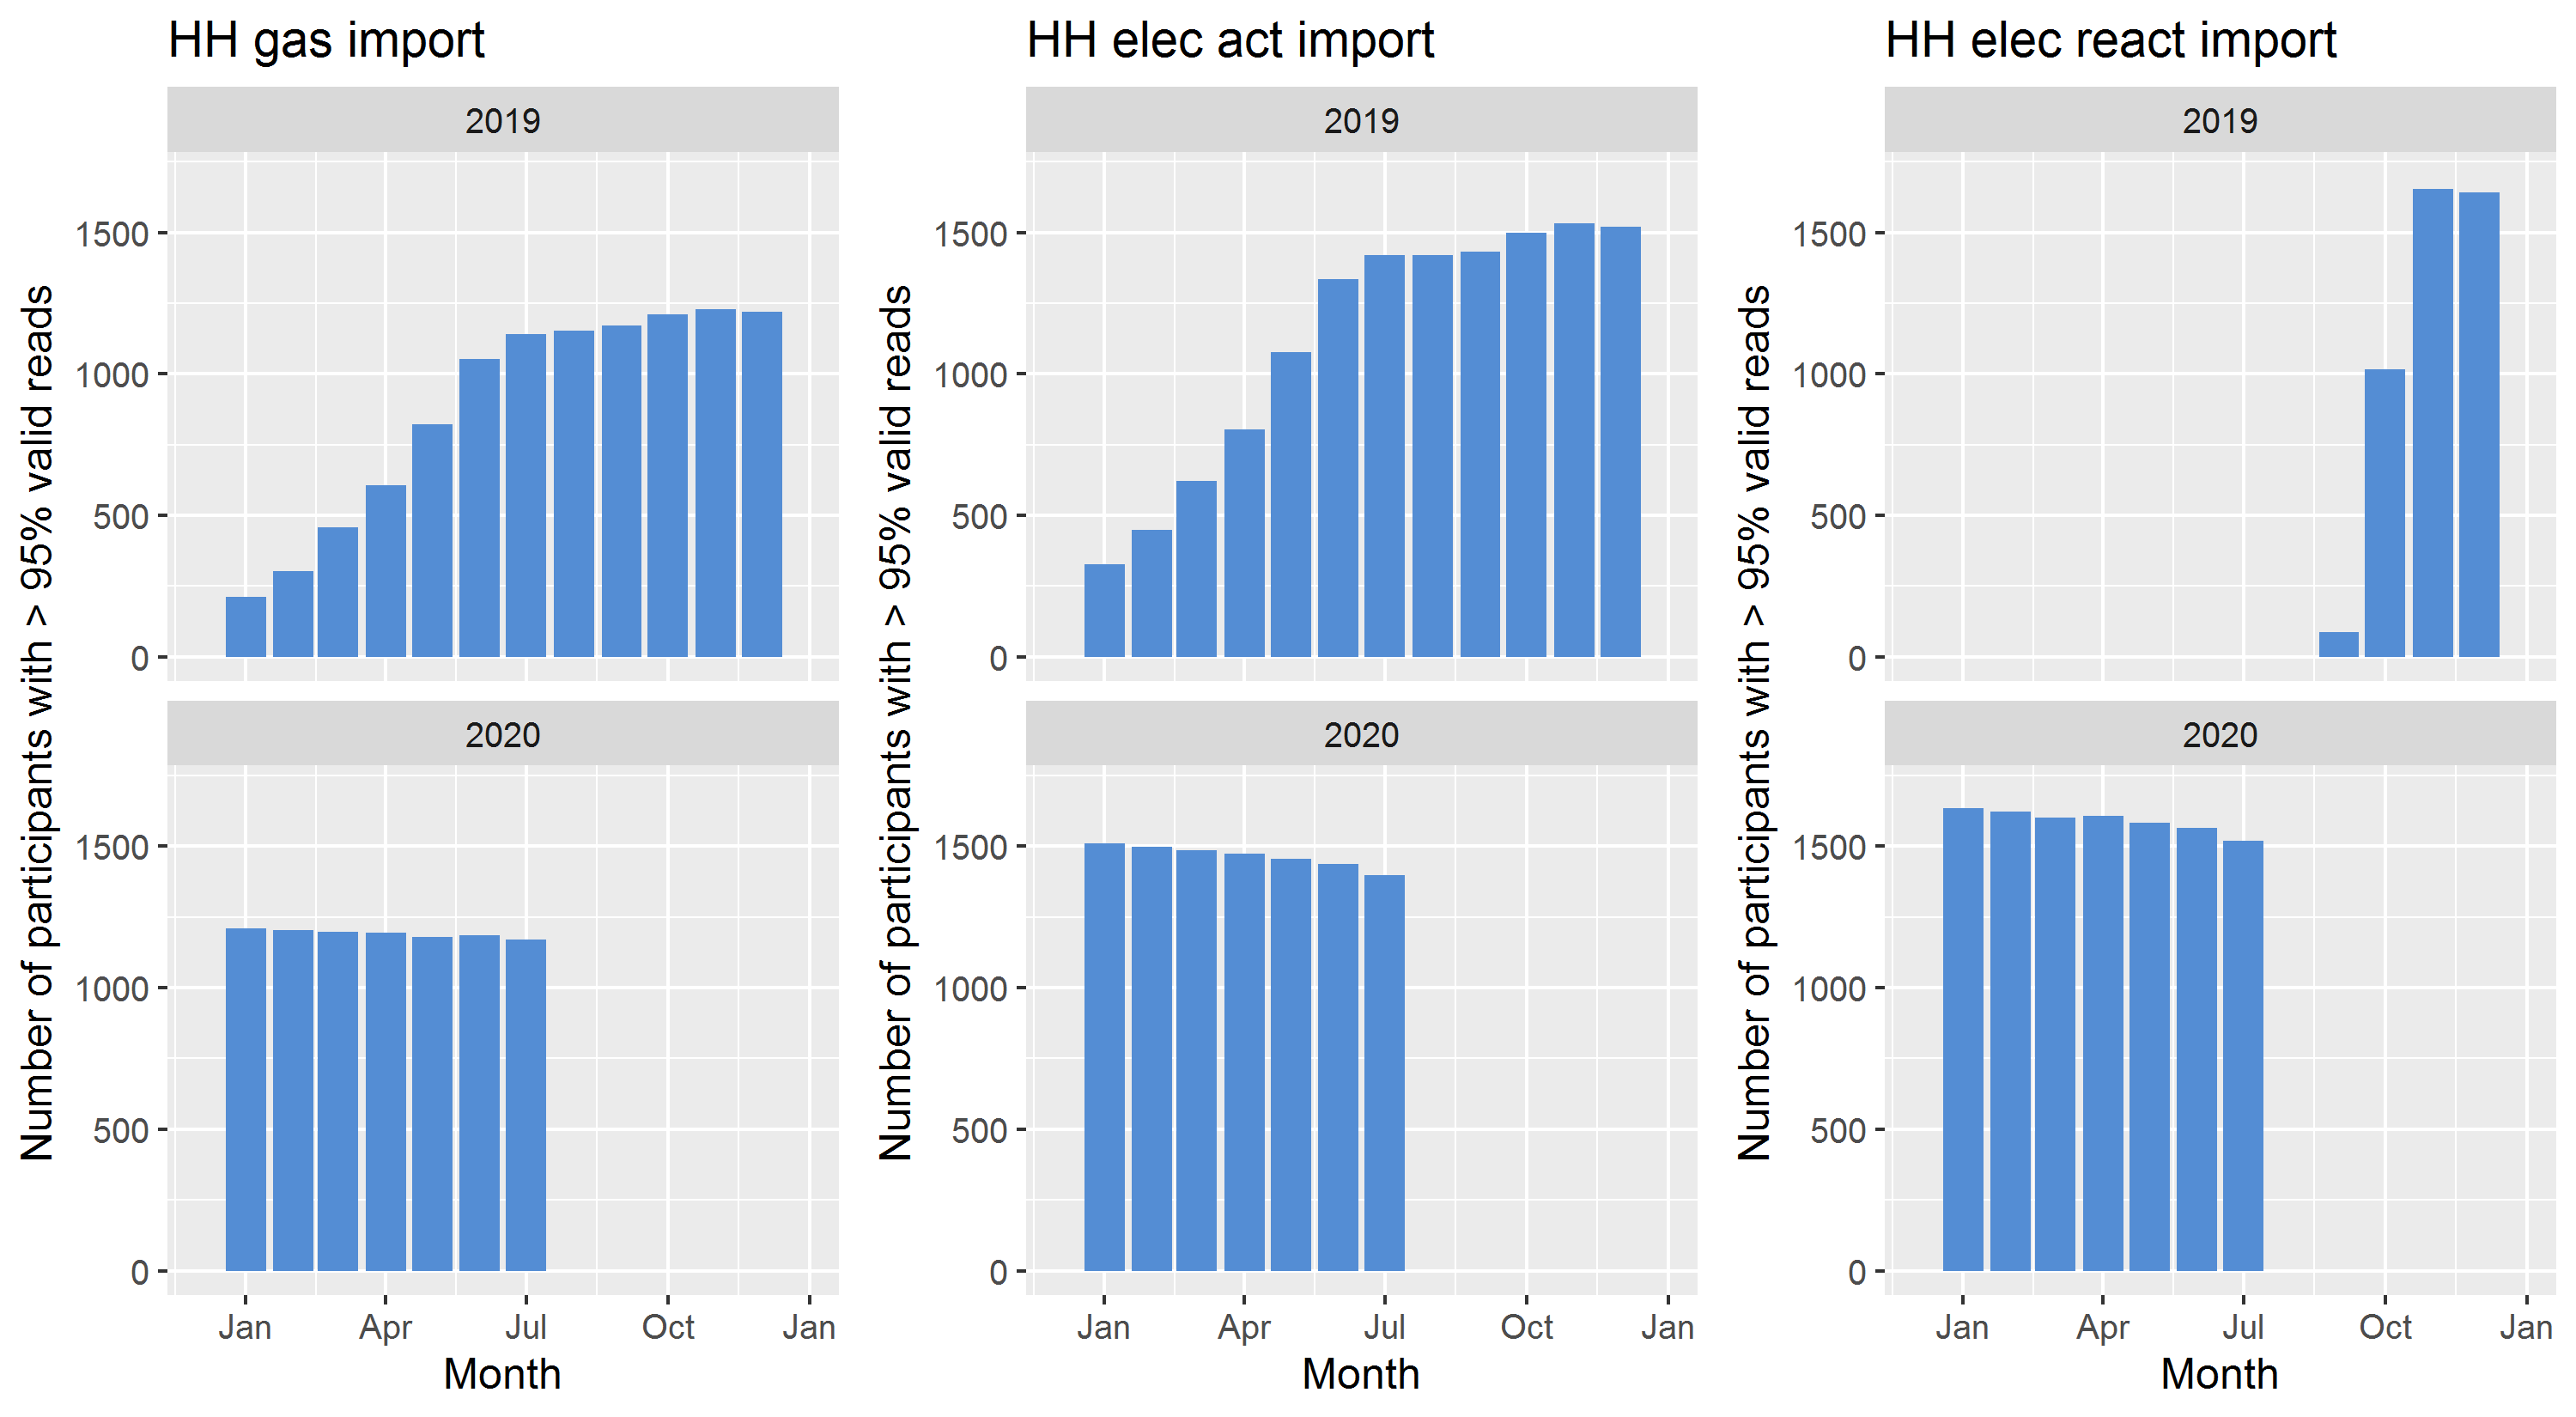 HH gas import
HH elec act import
HH elec react import
2019
2019
2019
1500
1000
500
0
1500
1000
500
0
1500
1000
500
0
Number of participants with > 95% valid reads
Number of participants with > 95% valid reads
Number of participants with > 95% valid reads
2020
2020
2020
1500
1000
500
0
1500
1000
500
0
1500
1000
500
0
Jan Apr Jul Oct Jan
Jan Apr Jul Oct Jan
Jan Apr Jul Oct Jan
Month
Month
Month